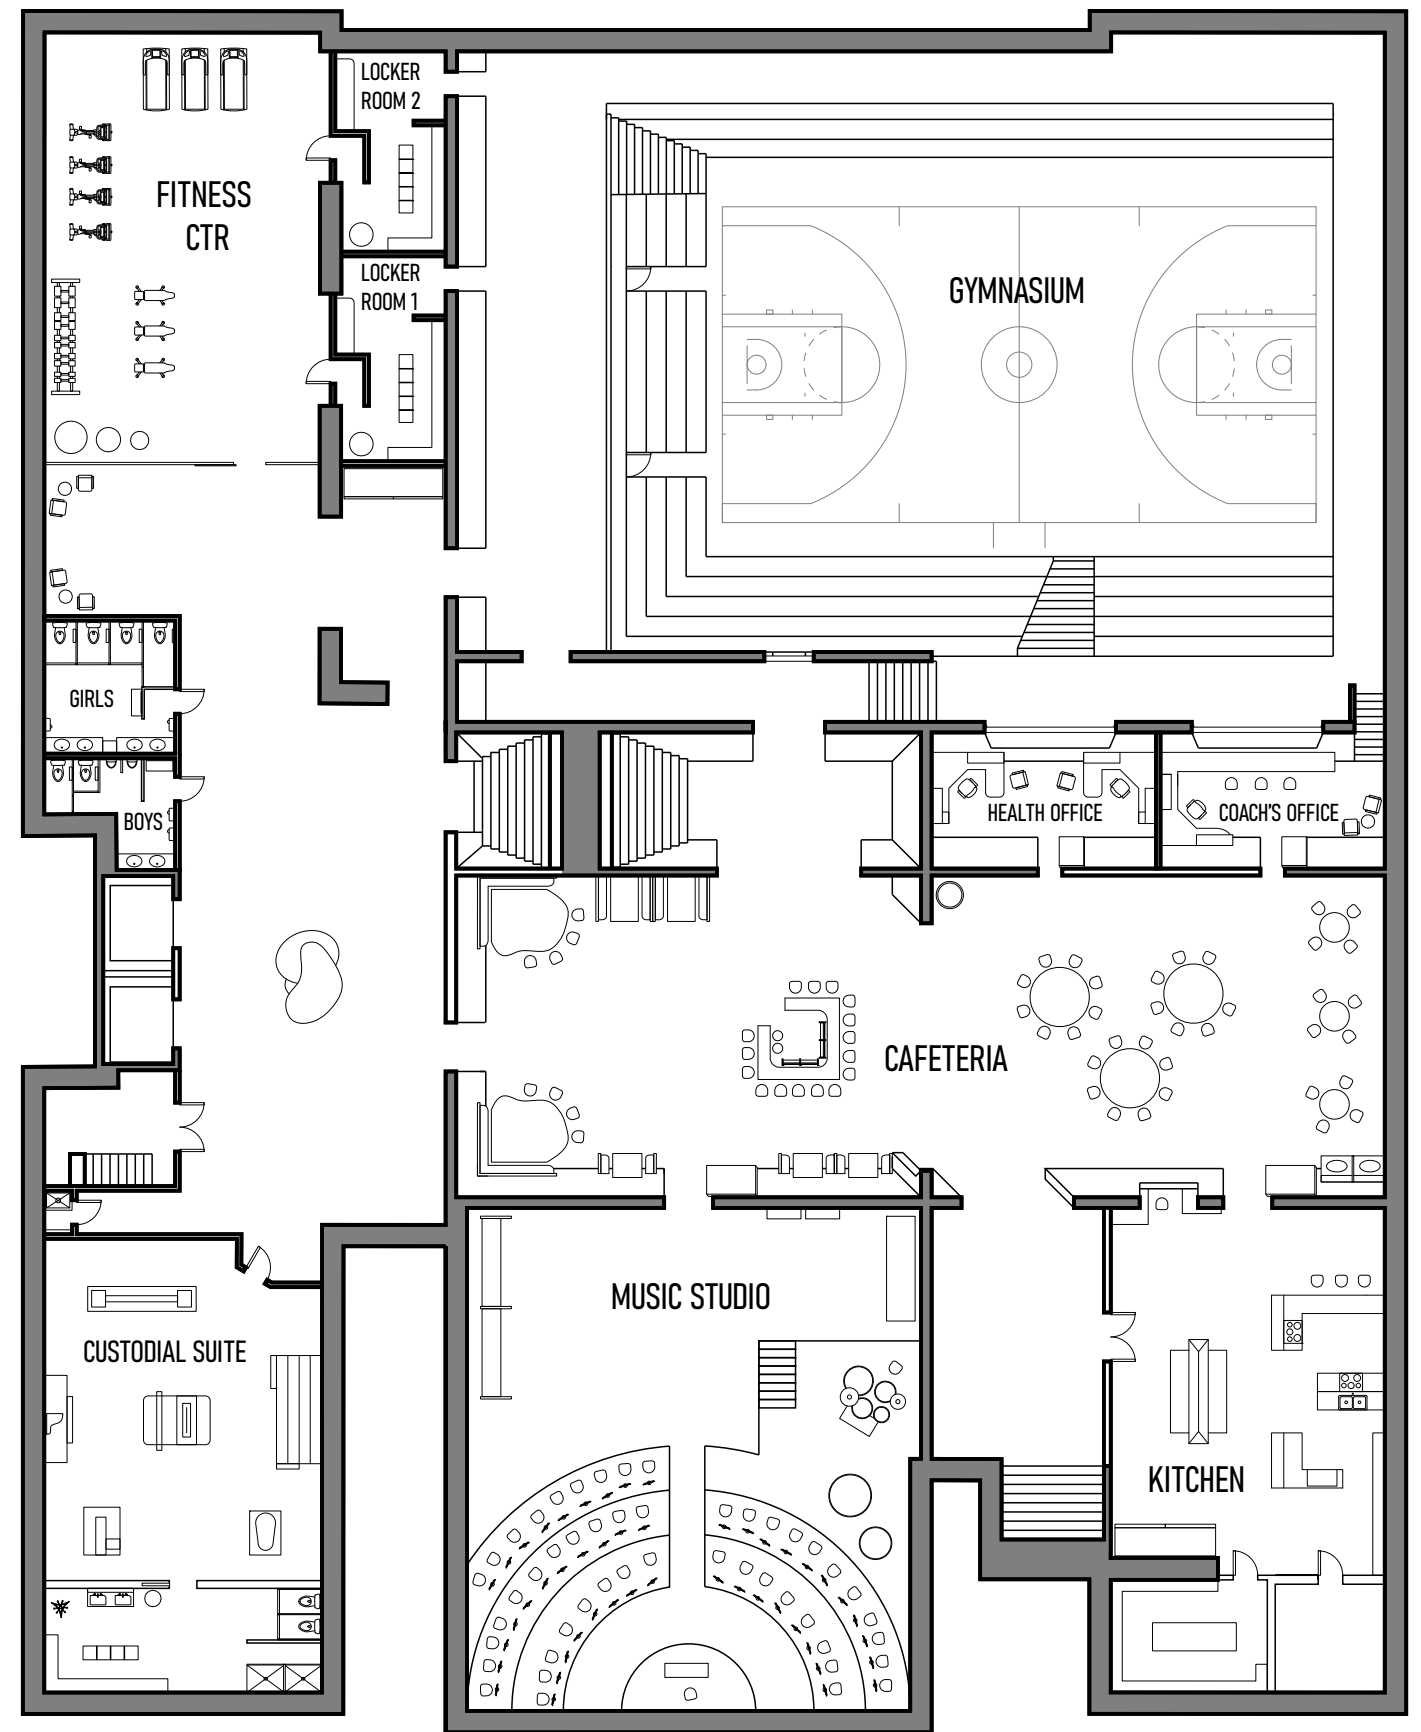 LOCKER
ROOM 2
FITNESS
CTR
LOCKER
ROOM 1
GYMNASIUM
GIRLS
BOYS
HEALTH OFFICE
COACH'S OFFICE
CAFETERIA
MUSIC STUDIO
CUSTODIAL SUITE
KITCHEN